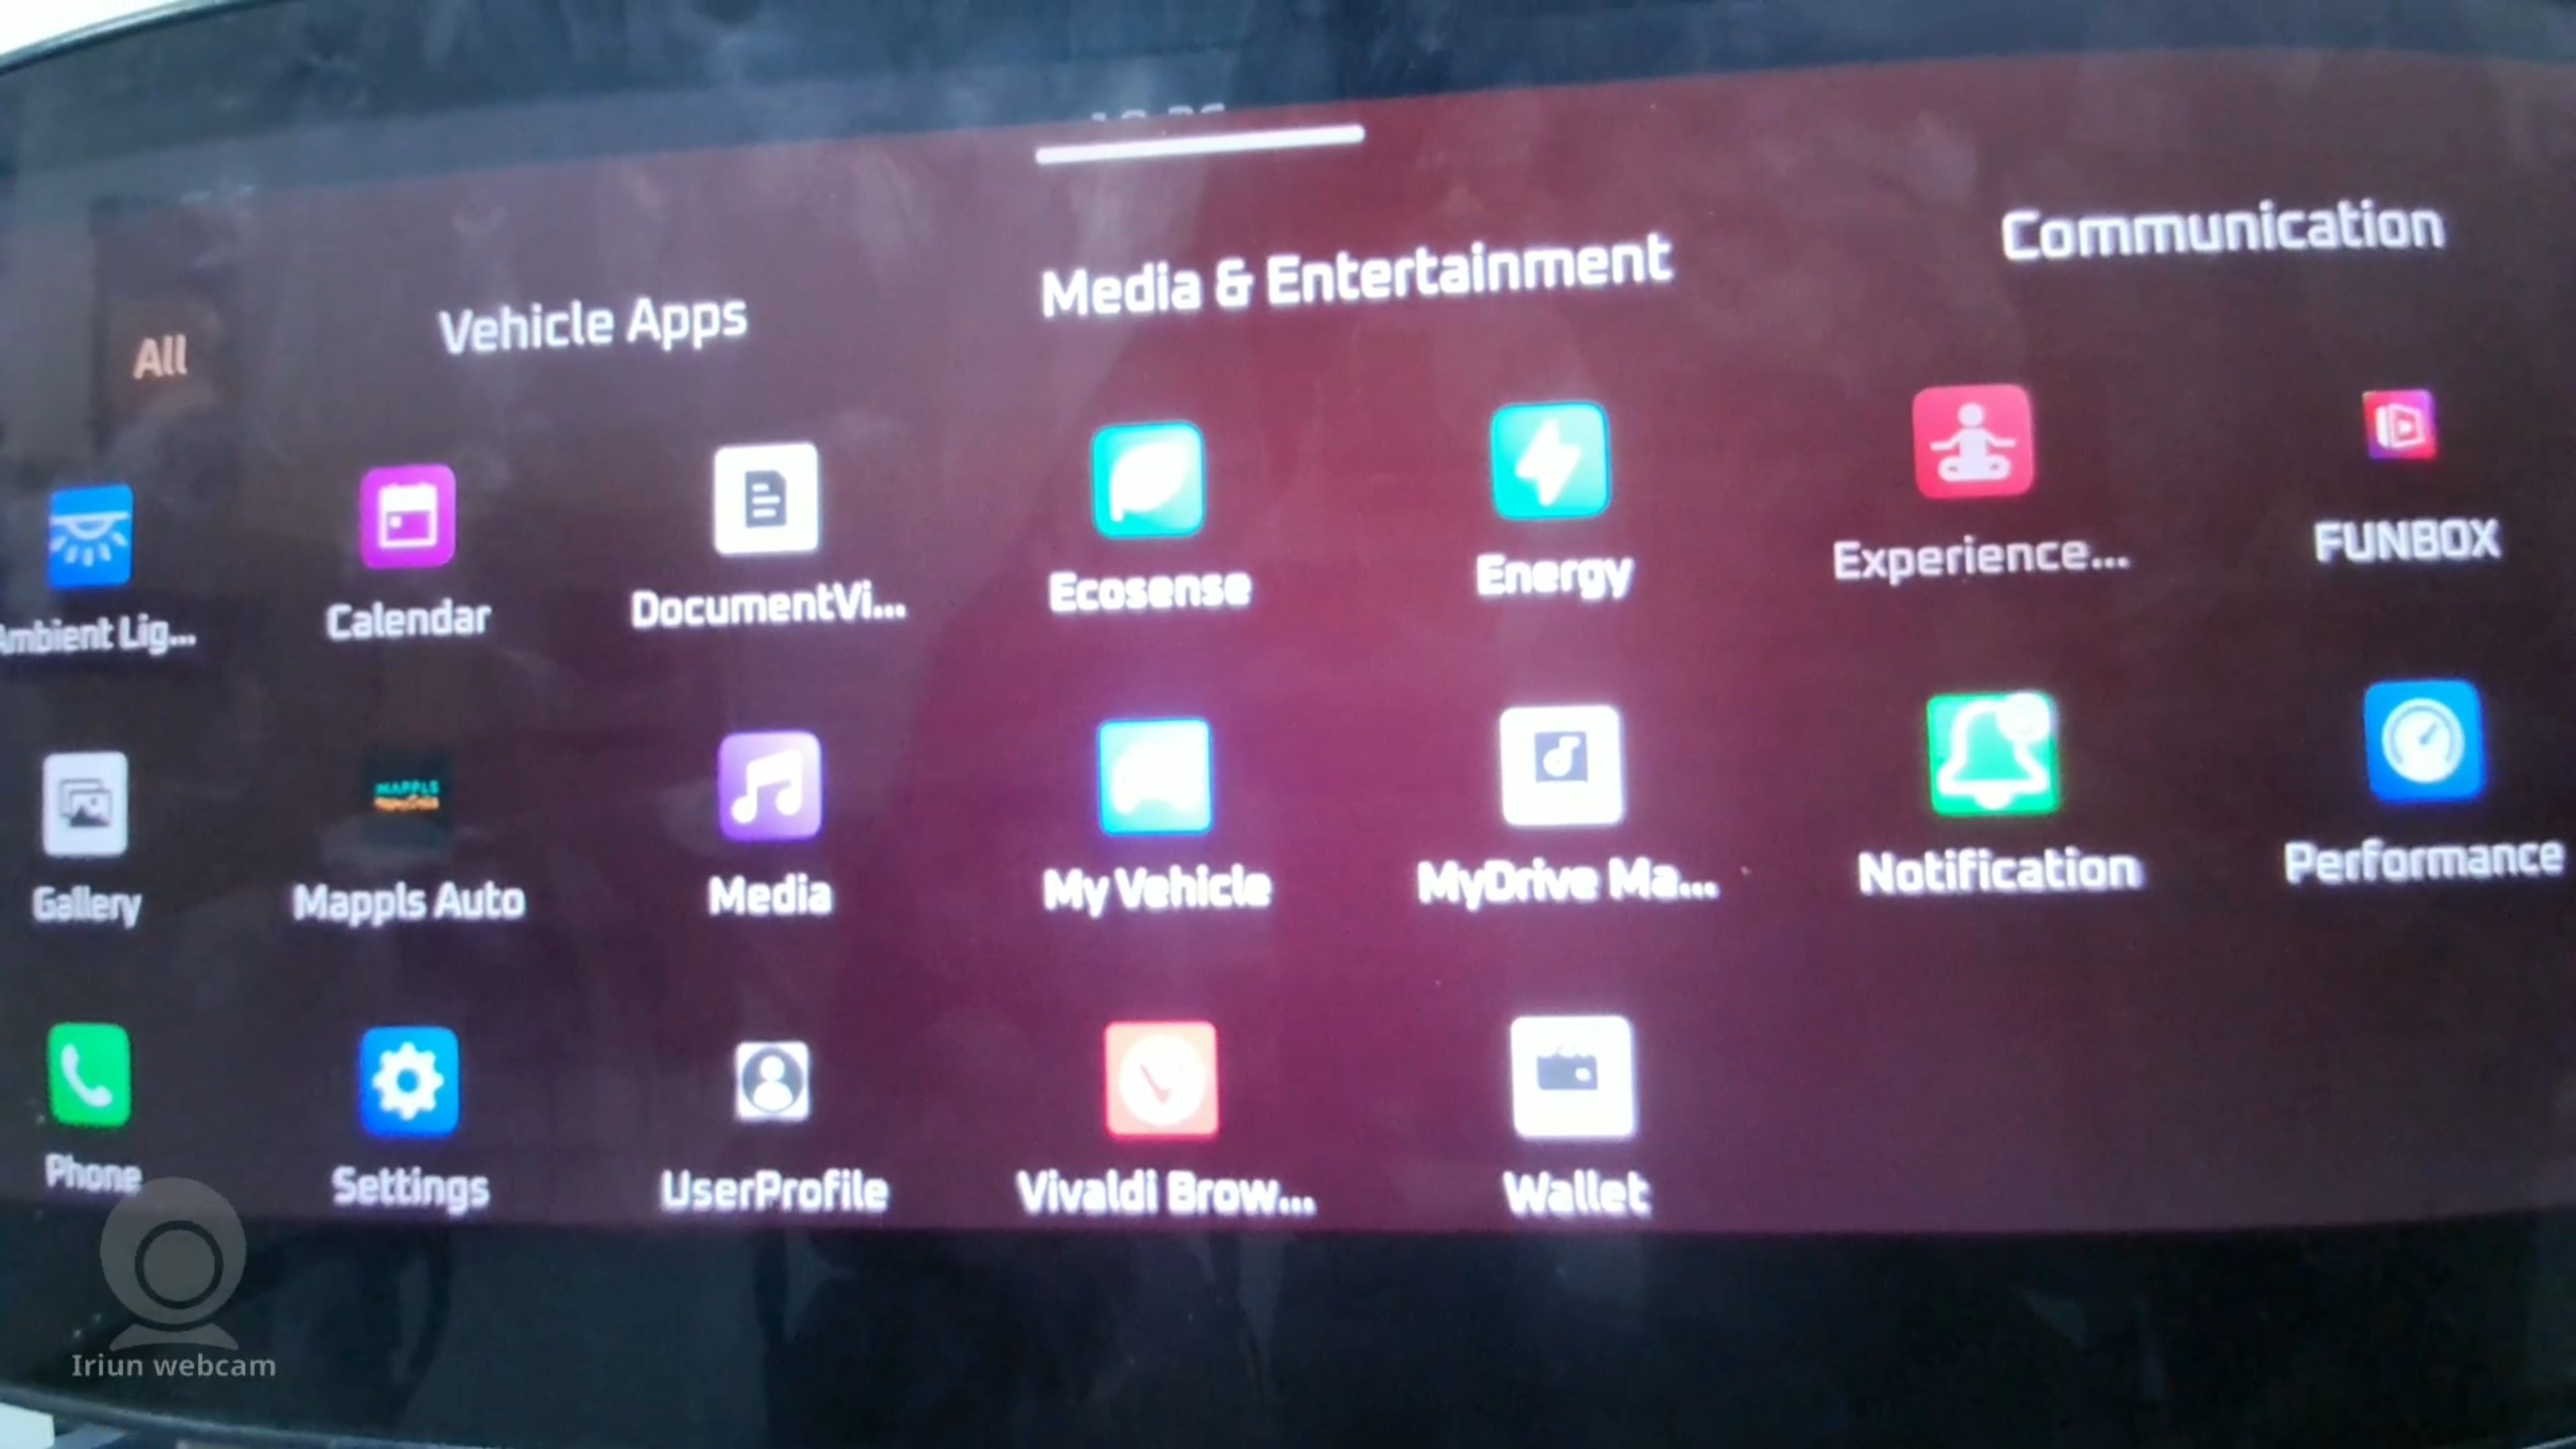 All
Vehicle Apps
Media & Entertainment
Communication
Ambient Lig...
Calendar
DocumentVi...
Ecosense
Energy
Experience...
FUNBOX
Gallery
Mappls Auto
Media
My Vehicle
MyDrive Ma...
Notification
Performance
MAPPLS
Phone
Settings
UserProfile
Vivaldi Brow...
Wallet
Iriun webcam